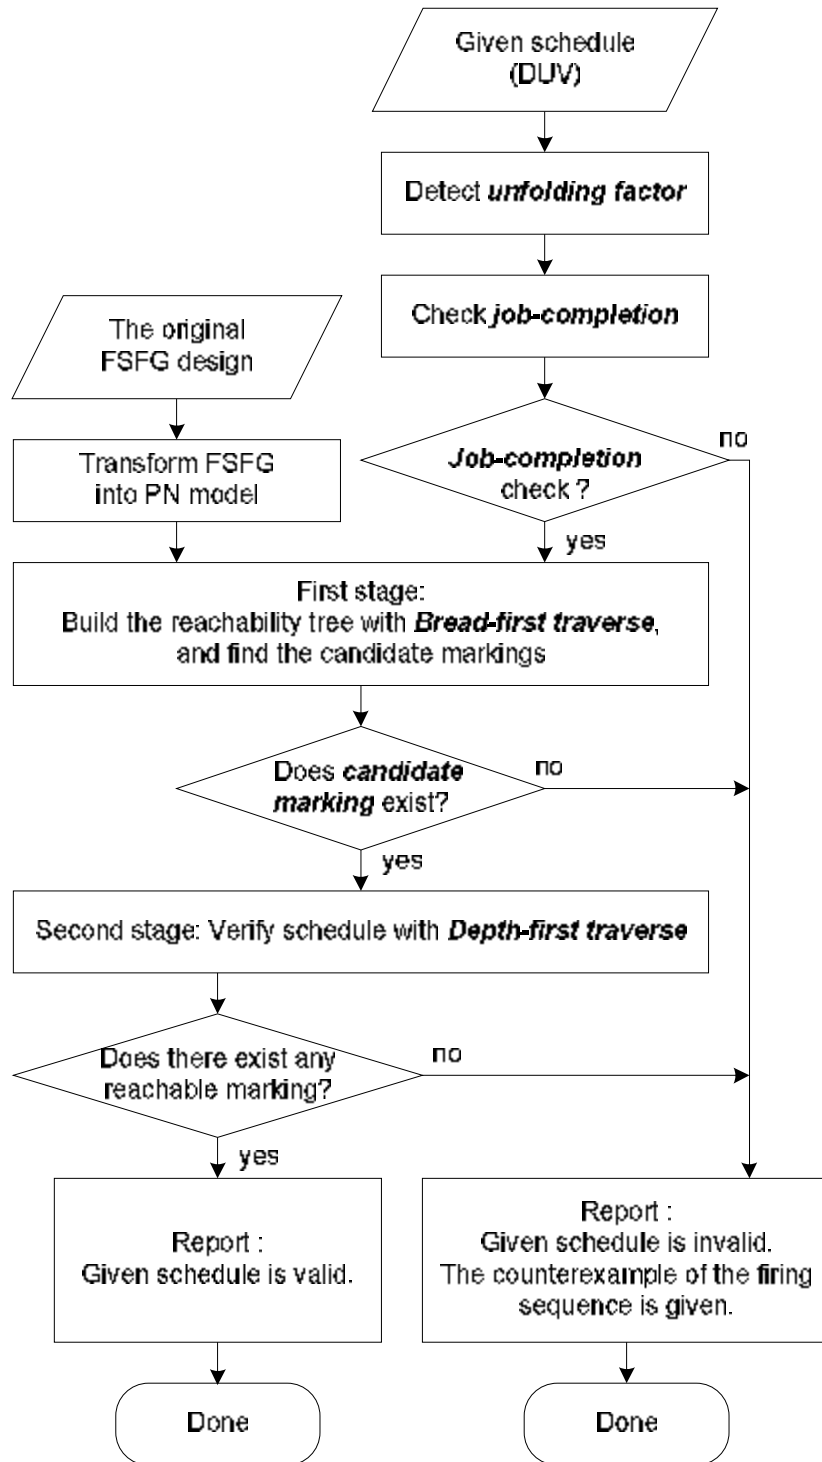 Given schedule
(DUV)
Detect unfolding factor
Check job-completion
The original
FSFG design
Transform FSFG
into PN model
Job-completion
check ?
no
yes
First stage:
Build the reachability tree with Bread-first traverse,
and find the candidate markings
Does candidate
marking exist?
no
yes
Second stage: Verify schedule with Depth-first traverse
Does there exist any
reachable marking?
no
yes
Report :
Given schedule is valid.
Report :
Given schedule is invalid.
The counterexample of the firing
sequence is given.
Done
Done